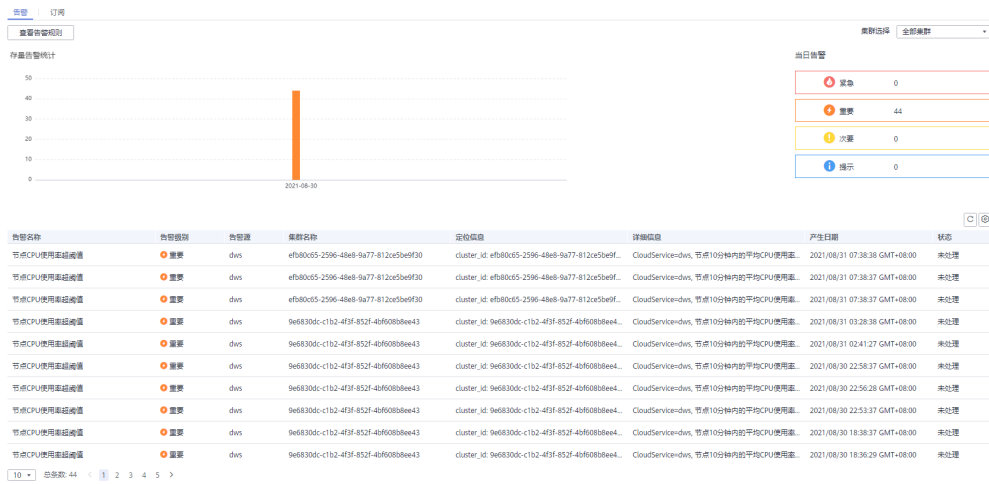 告警 订阅
查看告警规则 集群选择 全部集群
存量告警统计 当日告警
50
40
30
20
10
0
2021-08-30
紧急 0
重要 44
次要 0
提示 0
告警名称 告警级别 告警源 集群名称 定位信息 详细信息 产生日期 状态
节点CPU使用率超阈值 重要 dws efb80c65-2596-48e8-9a77-812ce5be9f30 cluster_id: efb80c65-2596-48e8-9a77-812ce5be9f... CloudService=dws, 节点10分钟内的平均CPU使用率... 2021/08/31 07:38:38 GMT+08:00 未处理
节点CPU使用率超阈值 重要 dws efb80c65-2596-48e8-9a77-812ce5be9f30 cluster_id: efb80c65-2596-48e8-9a77-812ce5be9f... CloudService=dws, 节点10分钟内的平均CPU使用率... 2021/08/31 07:38:37 GMT+08:00 未处理
节点CPU使用率超阈值 重要 dws efb80c65-2596-48e8-9a77-812ce5be9f30 cluster_id: efb80c65-2596-48e8-9a77-812ce5be9f... CloudService=dws, 节点10分钟内的平均CPU使用率... 2021/08/31 07:38:37 GMT+08:00 未处理
节点CPU使用率超阈值 重要 dws 9e6830dc-c1b2-4f3f-852f-4bf608b8ee43 cluster_id: 9e6830dc-c1b2-4f3f-852f-4bf608b8ee4... CloudService=dws, 节点10分钟内的平均CPU使用率... 2021/08/31 03:28:38 GMT+08:00 未处理
节点CPU使用率超阈值 重要 dws 9e6830dc-c1b2-4f3f-852f-4bf608b8ee43 cluster_id: 9e6830dc-c1b2-4f3f-852f-4bf608b8ee4... CloudService=dws, 节点10分钟内的平均CPU使用率... 2021/08/31 02:41:27 GMT+08:00 未处理
节点CPU使用率超阈值 重要 dws 9e6830dc-c1b2-4f3f-852f-4bf608b8ee43 cluster_id: 9e6830dc-c1b2-4f3f-852f-4bf608b8ee4... CloudService=dws, 节点10分钟内的平均CPU使用率... 2021/08/30 22:58:37 GMT+08:00 未处理
节点CPU使用率超阈值 重要 dws 9e6830dc-c1b2-4f3f-852f-4bf608b8ee43 cluster_id: 9e6830dc-c1b2-4f3f-852f-4bf608b8ee4... CloudService=dws, 节点10分钟内的平均CPU使用率... 2021/08/30 22:56:28 GMT+08:00 未处理
节点CPU使用率超阈值 重要 dws 9e6830dc-c1b2-4f3f-852f-4bf608b8ee43 cluster_id: 9e6830dc-c1b2-4f3f-852f-4bf608b8ee4... CloudService=dws, 节点10分钟内的平均CPU使用率... 2021/08/30 22:53:37 GMT+08:00 未处理
节点CPU使用率超阈值 重要 dws 9e6830dc-c1b2-4f3f-852f-4bf608b8ee43 cluster_id: 9e6830dc-c1b2-4f3f-852f-4bf608b8ee4... CloudService=dws, 节点10分钟内的平均CPU使用率... 2021/08/30 18:38:37 GMT+08:00 未处理
节点CPU使用率超阈值 重要 dws 9e6830dc-c1b2-4f3f-852f-4bf608b8ee43 cluster_id: 9e6830dc-c1b2-4f3f-852f-4bf608b8ee4... CloudService=dws, 节点10分钟内的平均CPU使用率... 2021/08/30 18:36:29 GMT+08:00 未处理
10 总条数: 44 < 1 2 3 4 5 >